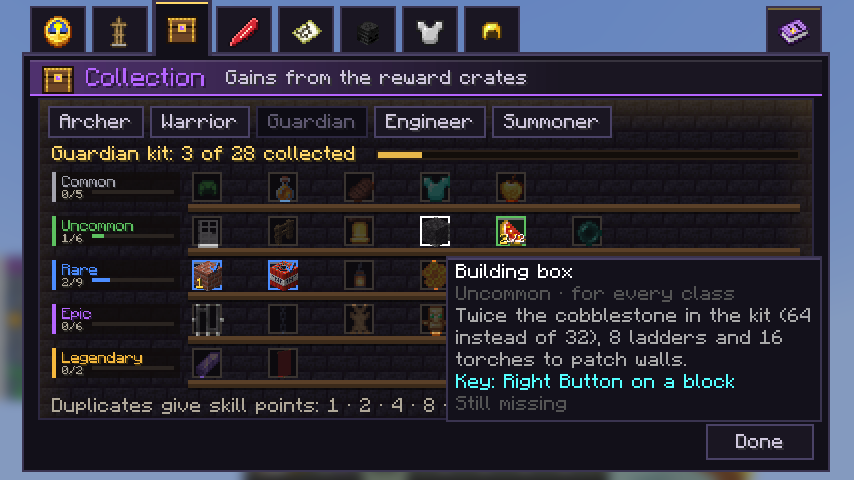 Collection Gains from the reward crates
Archer Warrior Guardian Engineer Summoner
Guardian kit: 3 of 28 collected
Common
0/5
Uncommon
1/6
2/2
Rare
2/9
1
Epic
0/6
Legendary
0/2
Building box
Uncommon · for every class
Twice the cobblestone in the kit (64
instead of 32), 8 ladders and 16
torches to patch walls.
Key: Right Button on a block
Still missing
Duplicates give skill points: 1 · 2 · 4 · 8 ·
Done